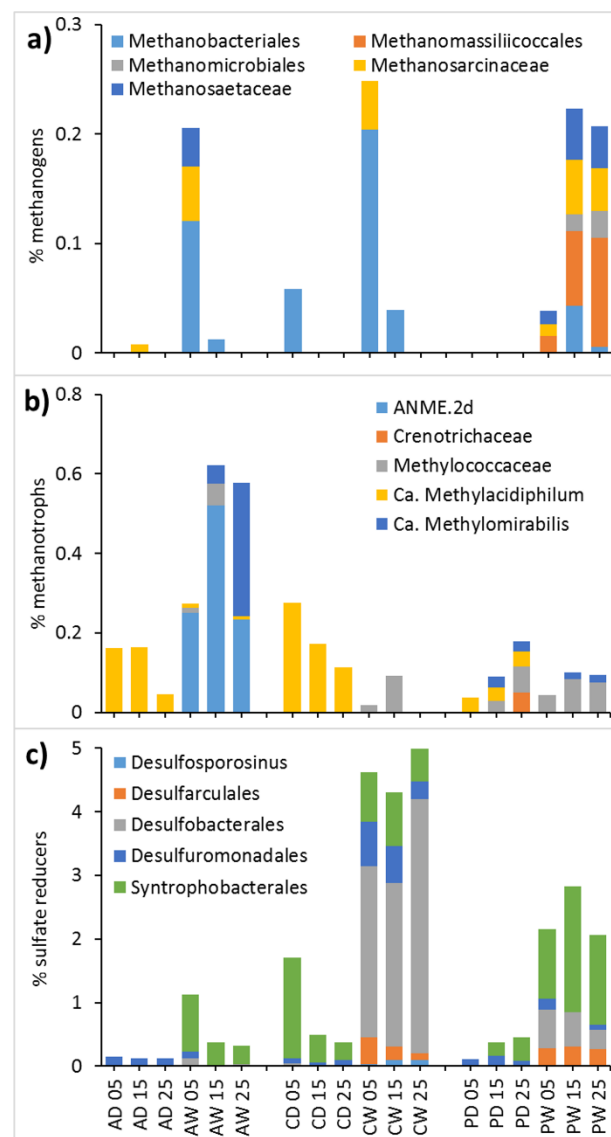 a)
% methanogens
0.3
0.2
0.1
0
Methanobacteriales Methanomassiliicoccales
Methanomicrobiales Methanosarcinaceae
Methanosaetaceae
b)
% methanotrophs
0.8
0.6
0.4
0.2
0
ANME.2d
Crenotrichaceae
Methylococcaceae
Ca. Methylacidiphilum
Ca. Methylomirabilis
c)
% sulfate reducers
5
4
3
2
1
0
Desulfosporosinus
Desulfarculales
Desulfobacterales
Desulfuromonadales
Syntrophobacterales
AD 05
AD 15
AD 25
AW 05
AW 15
AW 25
CD 05
CD 15
CD 25
CW 05
CW 15
CW 25
PD 05
PD 15
PD 25
PW 05
PW 15
PW 25